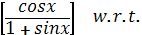 [cosx / (1 + sinx)] w.r.t.